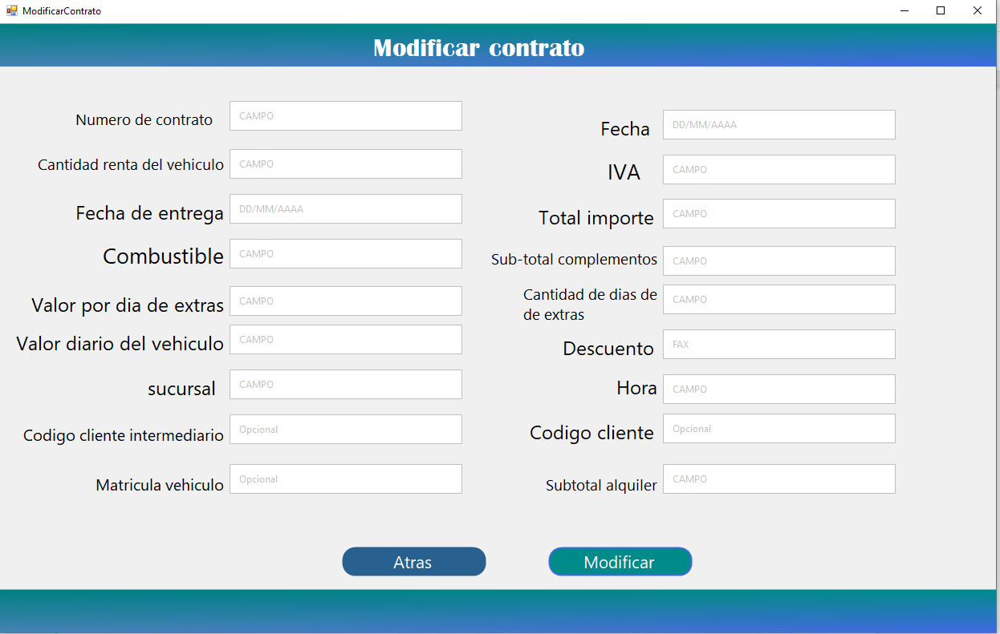 ModificarContrato
Modificar contrato
Numero de contrato CAMPO
Fecha DD/MM/AAAA
Cantidad renta del vehiculo CAMPO
IVA CAMPO
Fecha de entrega DD/MM/AAAA
Total importe CAMPO
Combustible CAMPO
Sub-total complementos CAMPO
Valor por dia de extras CAMPO
Cantidad de dias de
de extras
CAMPO
Valor diario del vehiculo CAMPO
Descuento FAX
sucursal CAMPO
Hora CAMPO
Codigo cliente intermediario Opcional
Codigo cliente Opcional
Matricula vehiculo Opcional
Subtotal alquiler CAMPO
Atras
Modificar